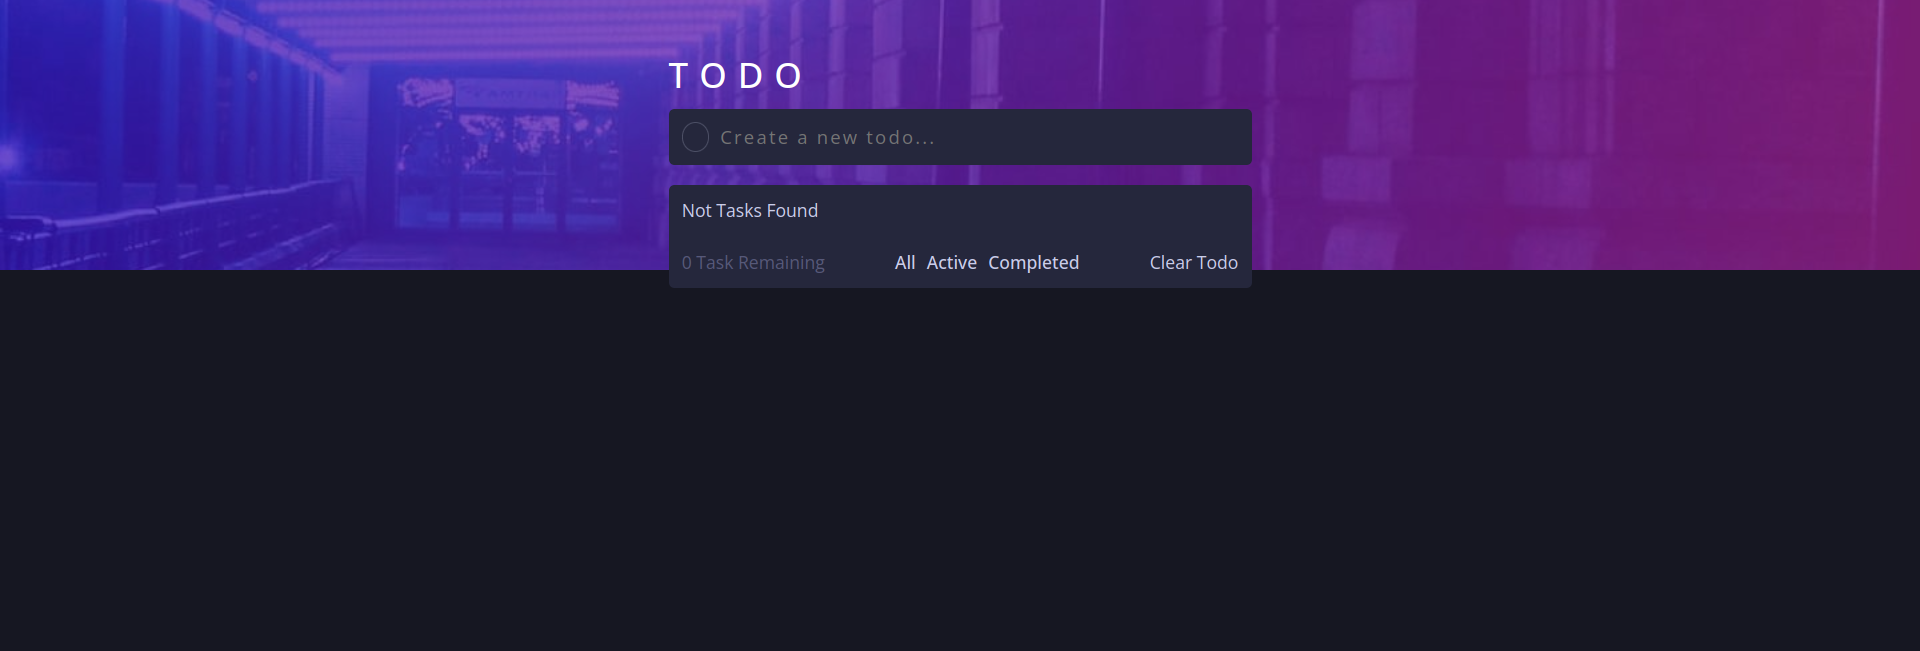 TODO
Create a new todo...
Not Tasks Found
0 Task Remaining All Active Completed Clear Todo